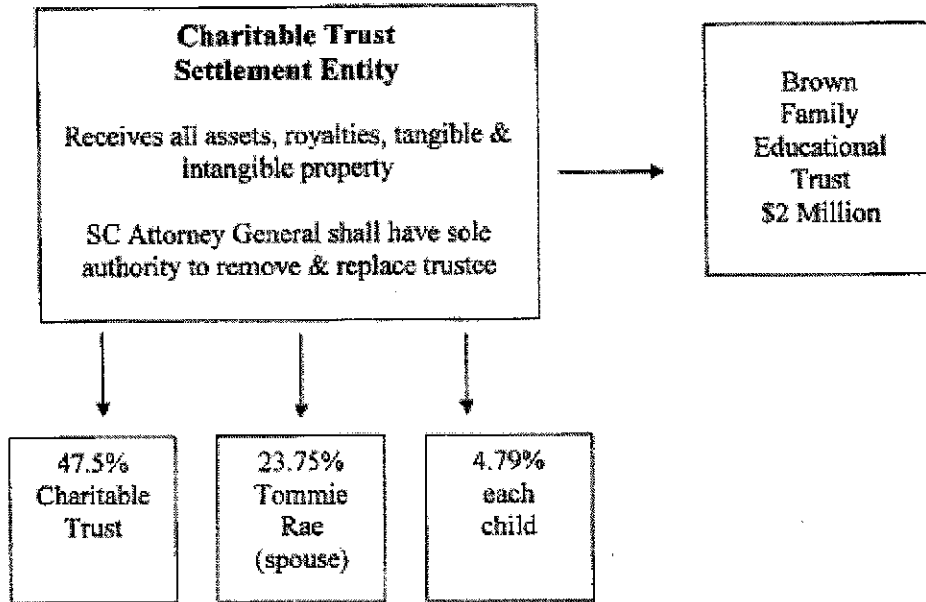 Charitable Trust
Settlement Entity
Receives all assets, royalties, tangible &
intangible property
SC Attorney General shall have sole
authority to remove & replace trustee
Brown
Family
Educational
Trust
$2 Million
47.5%
Charitable
Trust
23.75%
Tommie
Rae
(spouse)
4.79%
each
child